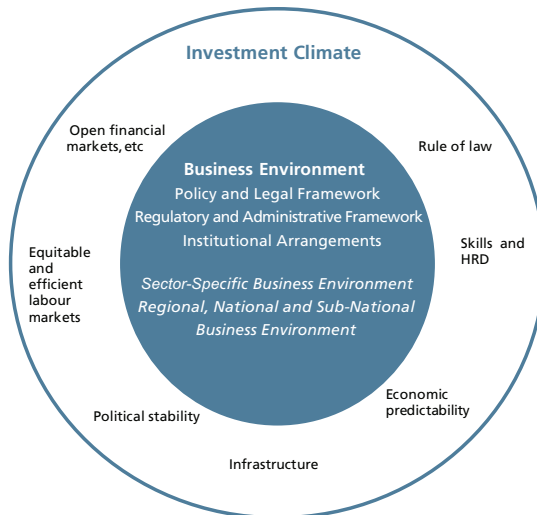 Investment Climate
Open financial
markets, etc
Rule of law
Business Environment
Policy and Legal Framework
Regulatory and Administrative Framework
Institutional Arrangements
Equitable
and
efficient
labour
markets
Skills and
HRD
Sector-Specific Business Environment
Regional, National and Sub-National
Business Environment
Economic
predictability
Political stability
Infrastructure